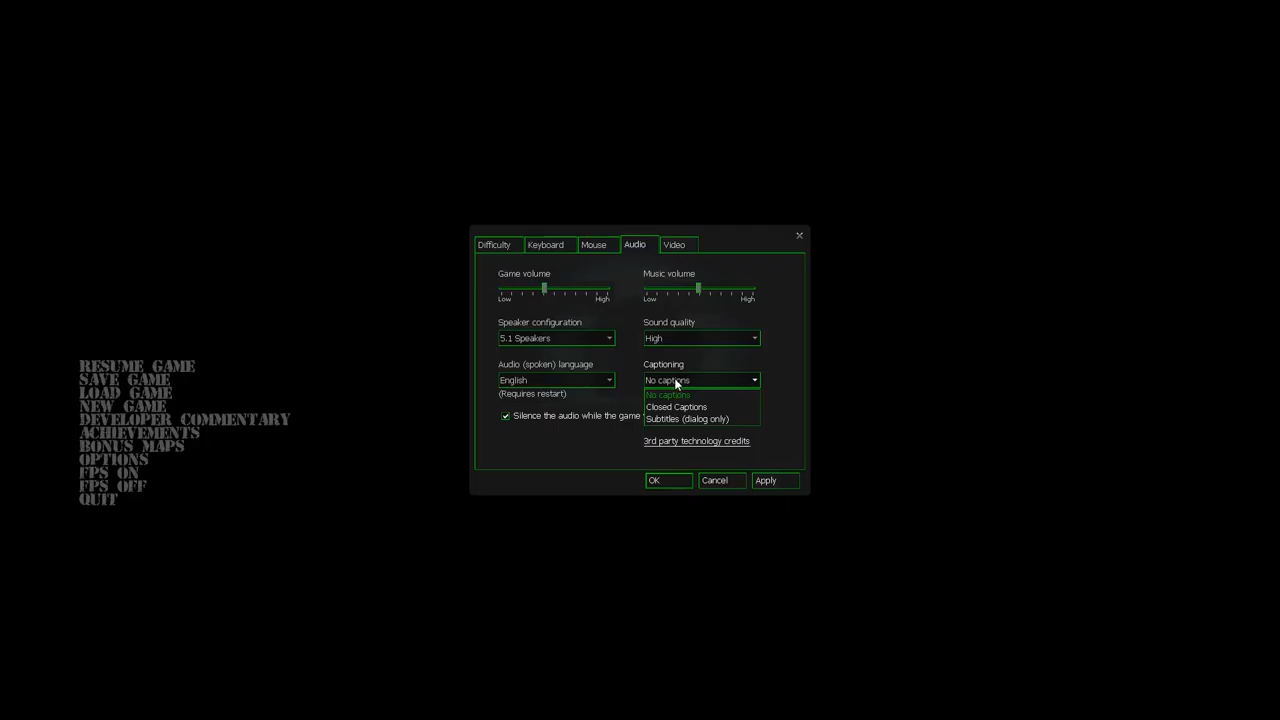 Difficulty Keyboard Mouse Audio Video
Game volume
Low High
Music volume
Low High
Speaker configuration
5.1 Speakers
Sound quality
High
Audio (spoken) language
English
(Requires restart)
Captioning
No captions
No captions
Closed Captions
Subtitles (dialog only)
Silence the audio while the game
3rd party technology credits
OK Cancel Apply
RESUME GAME
SAVE GAME
LOAD GAME
NEW GAME
DEVELOPER COMMENTARY
ACHIEVEMENTS
BONUS MAPS
OPTIONS
FPS ON
FPS OFF
QUIT